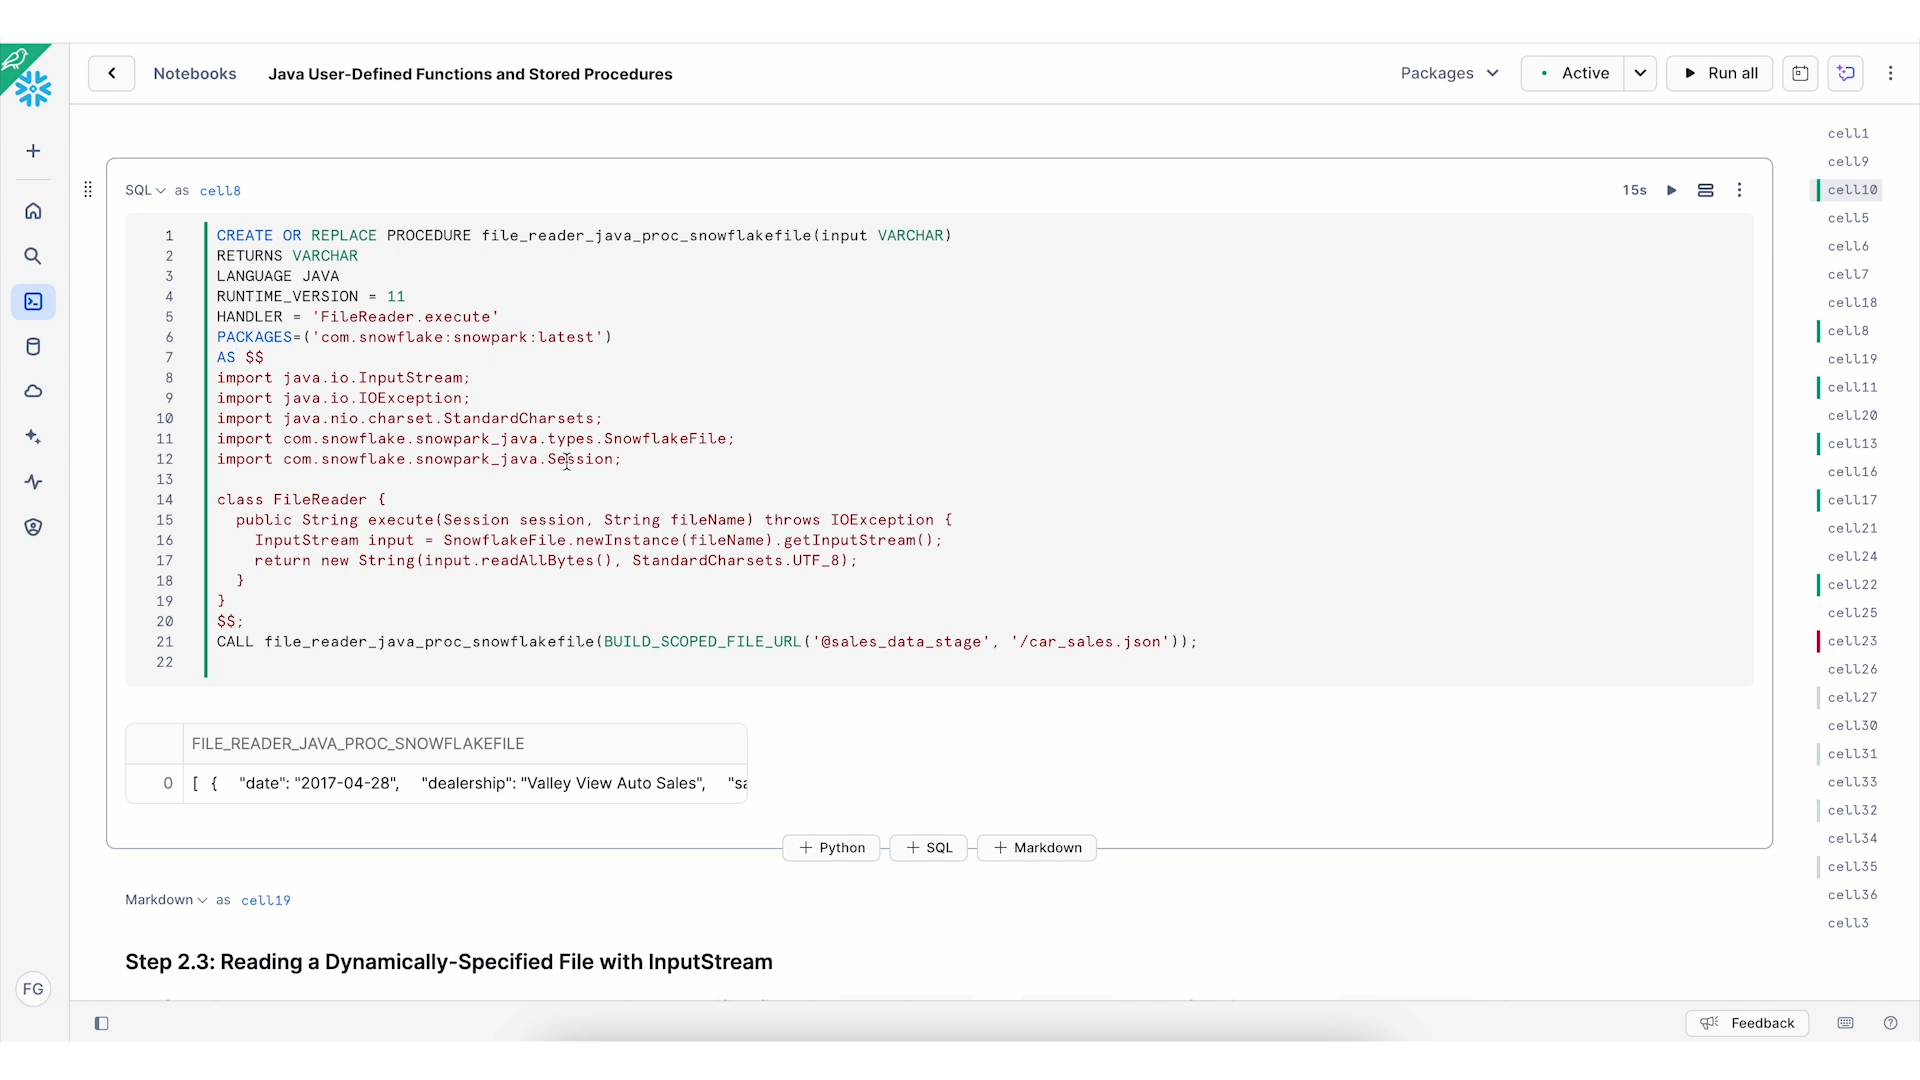 Notebooks
Java User-Defined Functions and Stored Procedures
Packages
Active
Run all
SQL as cell8
15s
1 CREATE OR REPLACE PROCEDURE file_reader_java_proc_snowflakefile(input VARCHAR)
2 RETURNS VARCHAR
3 LANGUAGE JAVA
4 RUNTIME_VERSION = 11
5 HANDLER = 'FileReader.execute'
6 PACKAGES=('com.snowflake:snowpark:latest')
7 AS $$
8 import java.io.InputStream;
9 import java.io.IOException;
10 import java.nio.charset.StandardCharsets;
11 import com.snowflake.snowpark_java.types.SnowflakeFile;
12 import com.snowflake.snowpark_java.Session;
13
14 class FileReader {
15 public String execute(Session session, String fileName) throws IOException {
16 InputStream input = SnowflakeFile.newInstance(fileName).getInputStream();
17 return new String(input.readAllBytes(), StandardCharsets.UTF_8);
18 }
19 }
20 $$;
21 CALL file_reader_java_proc_snowflakefile(BUILD_SCOPED_FILE_URL('@sales_data_stage', '/car_sales.json'));
22
FILE_READER_JAVA_PROC_SNOWFLAKEFILE
0 [ { "date": "2017-04-28", "dealership": "Valley View Auto Sales", "sa
+ Python
+ SQL
+ Markdown
Markdown as cell19
Step 2.3: Reading a Dynamically-Specified File with InputStream
cell1
cell9
cell10
cell5
cell6
cell7
cell18
cell8
cell19
cell11
cell20
cell13
cell16
cell17
cell21
cell24
cell22
cell25
cell23
cell26
cell27
cell30
cell31
cell33
cell32
cell34
cell35
cell36
cell3
FG
Feedback